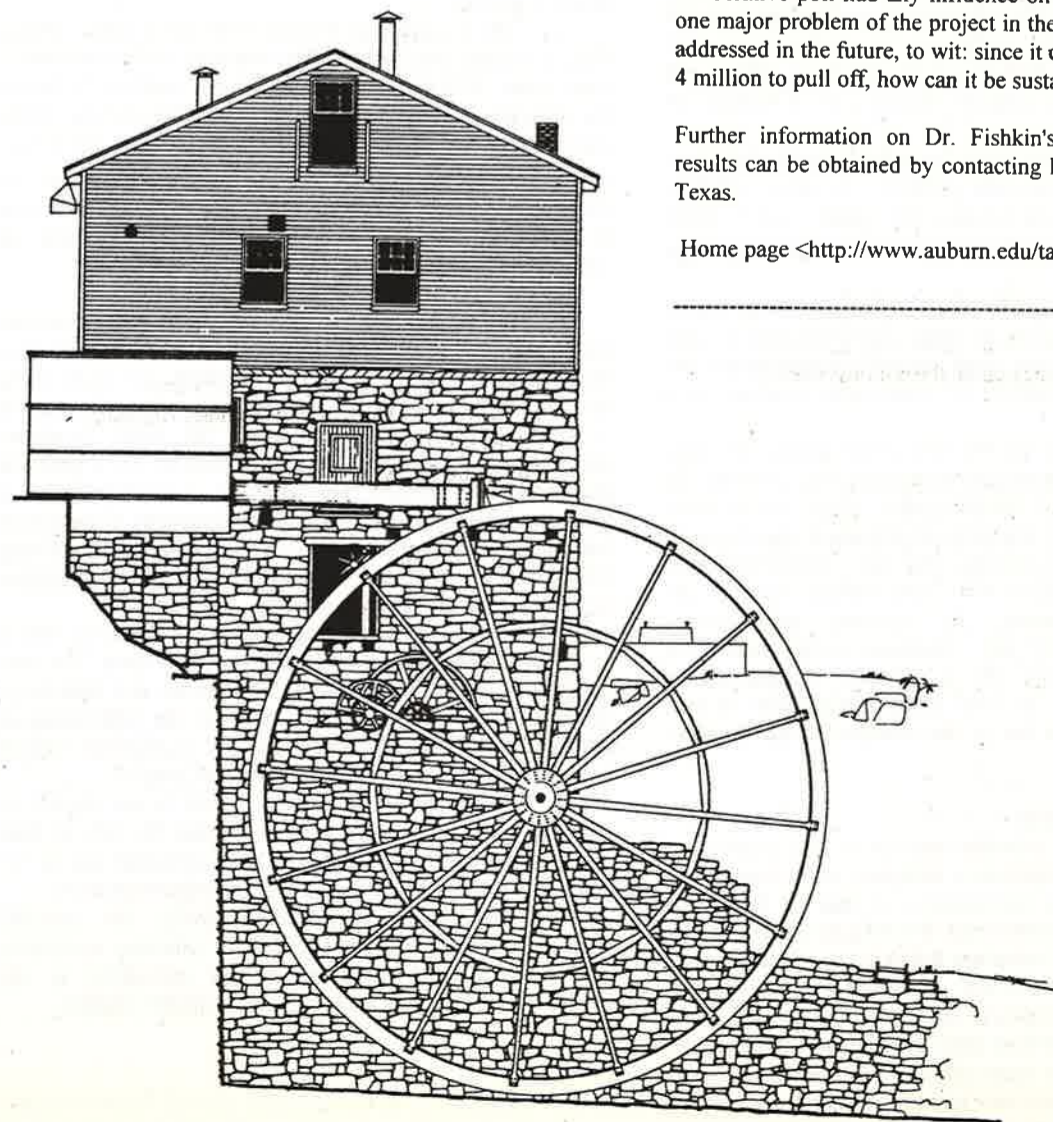 one major problem of the project in the
addressed in the future, to wit: since it
4 million to pull off, how can it be
Further information on Dr. Fishkin's
results can be obtained by contacting
Texas.
Home page <http://www.auburn.edu/ta